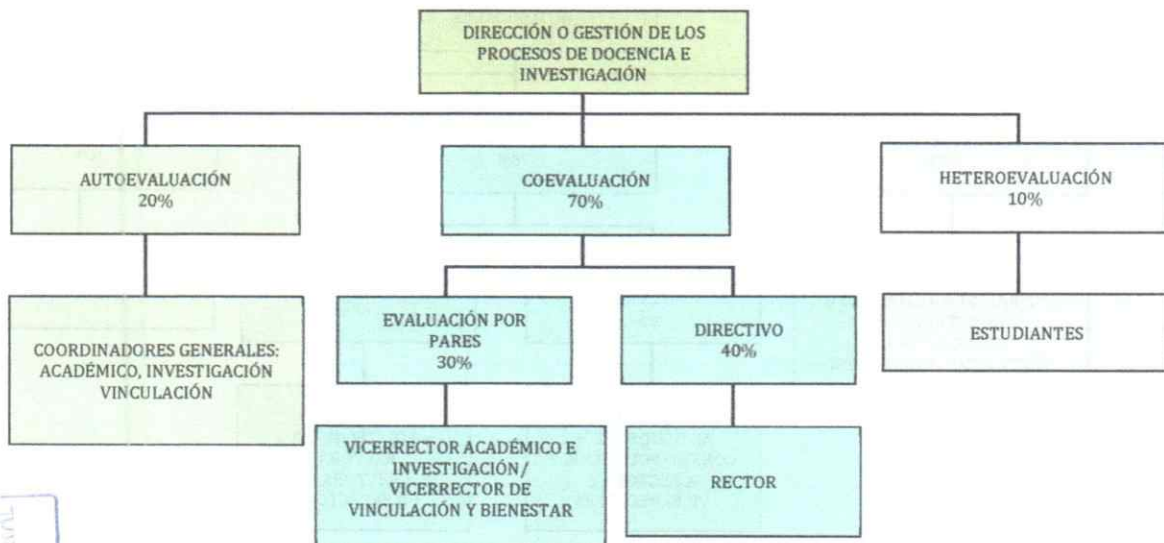 DIRECCIÓN O GESTIÓN DE LOS
PROCESOS DE DOCENCIA E
INVESTIGACIÓN
AUTOEVALUACIÓN
20%
COEVALUACIÓN
70%
HETEROEVALUACIÓN
10%
COORDINADORES GENERALES:
ACADÉMICO, INVESTIGACIÓN
VINCULACIÓN
EVALUACIÓN POR
PARES
30%
DIRECTIVO
40%
ESTUDIANTES
VICERRECTOR ACADÉMICO E
INVESTIGACIÓN/
VICERRECTOR DE
VINCULACIÓN Y BIENESTAR
RECTOR